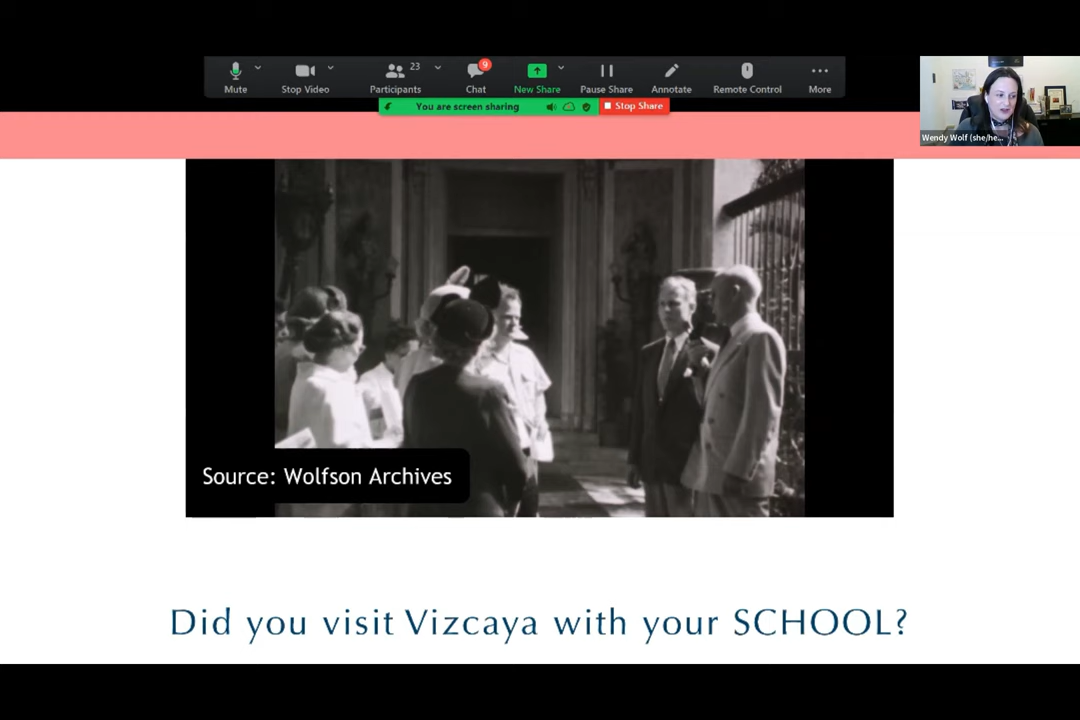 23
9
Mute
Stop Video
Participants
Chat
New Share
Pause Share
Annotate
Remote Control
More
You are screen sharing
Stop Share
Wendy Wolf (she/he...
Source: Wolfson Archives
Did you visit Vizcaya with your SCHOOL?